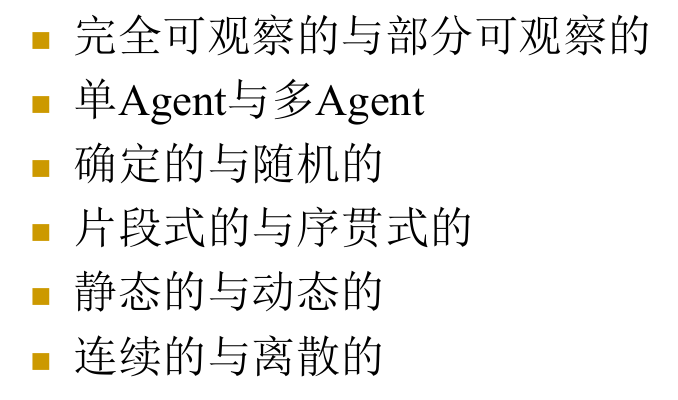 完全可观察的与部分可观察的
单Agent与多Agent
确定的与随机的
片段式的与序贯式的
静态的与动态的
连续的与离散的